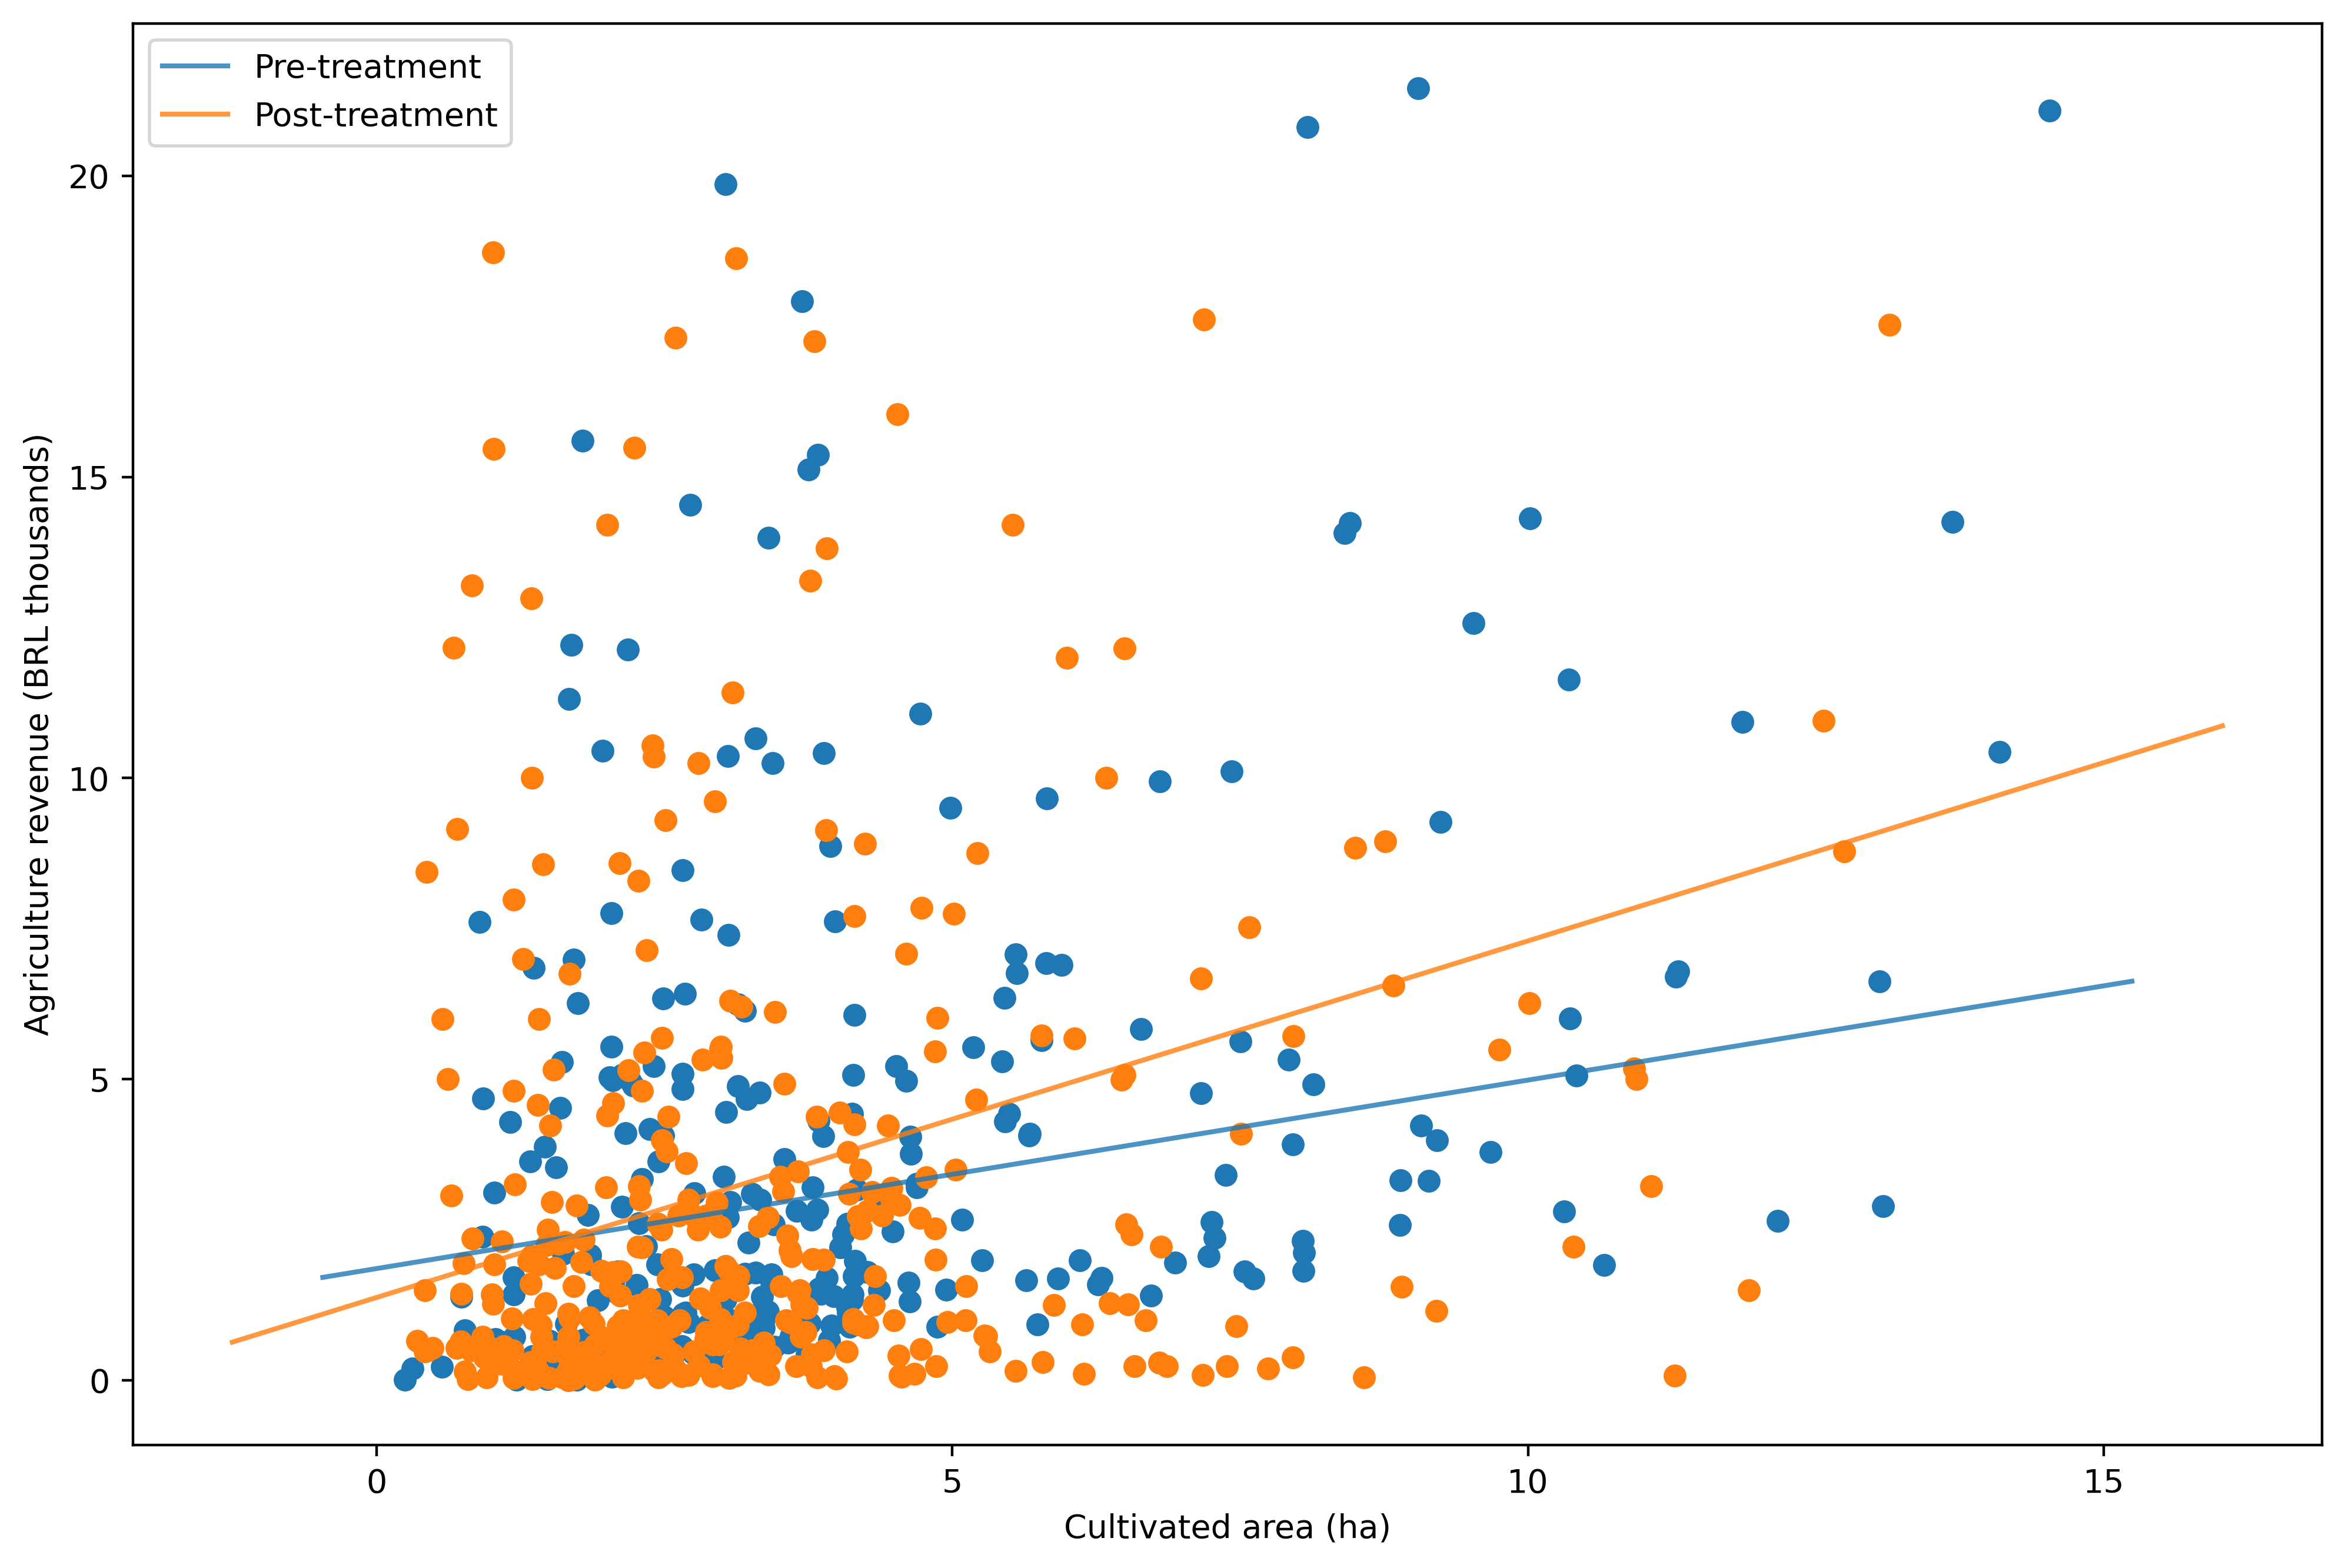 Pre-treatment
Post-treatment
20
15
10
5
0
Agriculture revenue (BRL thousands)
0 5 10 15
Cultivated area (ha)